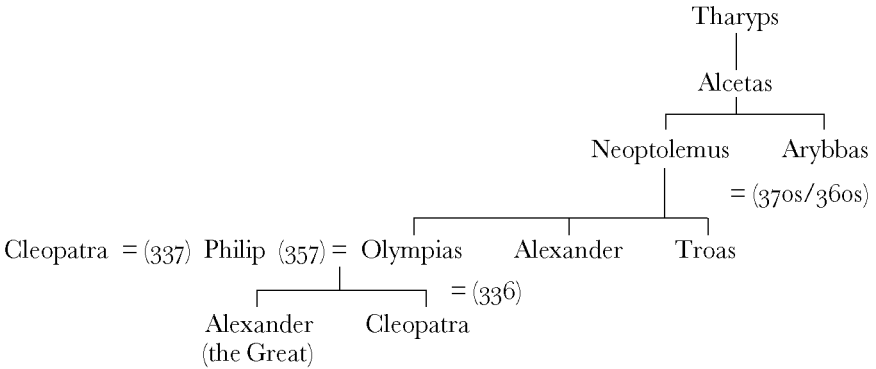 Tharyps
Alcetas
Neoptolemus Arybbas
= (370s/360s)
Cleopatra = (337) Philip (357) = Olympias Alexander Troas
= (336)
Alexander Cleopatra
(the Great)